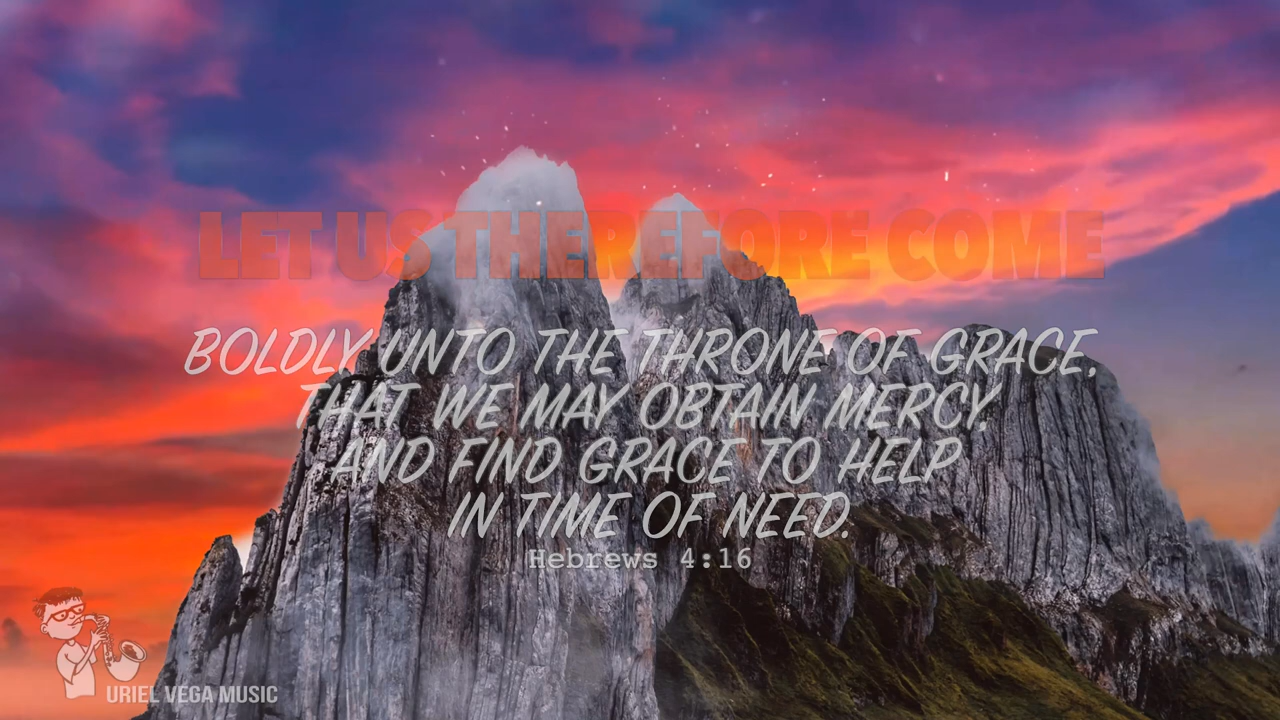 LET US THEREFORE COME
BOLDLY UNTO THE THRONE OF GRACE,
THAT WE MAY OBTAIN MERCY,
AND FIND GRACE TO HELP
IN TIME OF NEED.
Hebrews 4:16
URIEL VEGA MUSIC